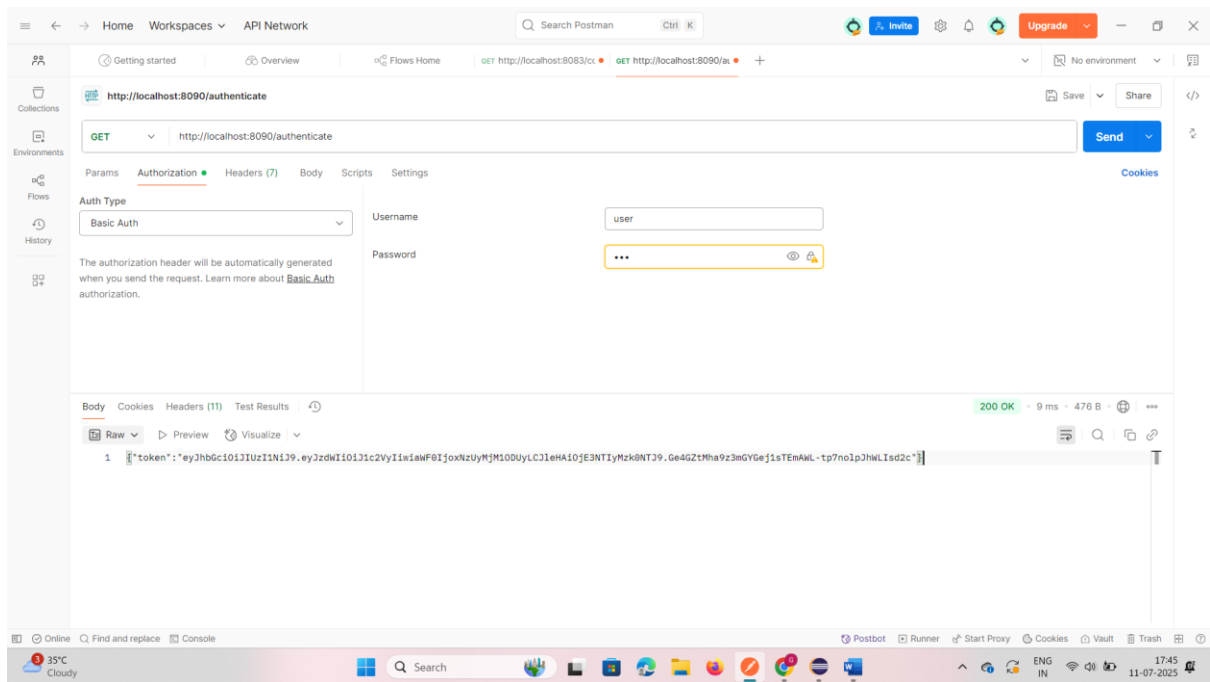 Home Workspaces API Network Search Postman Ctrl K Invite Upgrade
Getting started Overview Flows Home GET http://localhost:8083/cc GET http://localhost:8090/au No environment
Collections
HTTP http://localhost:8090/authenticate Save Share
GET http://localhost:8090/authenticate Send
Environments
Params Authorization Headers (7) Body Scripts Settings Cookies
Flows
Auth Type
Basic Auth
Username user
History
Password
The authorization header will be automatically generated
when you send the request. Learn more about Basic Auth
authorization.
Body Cookies Headers (11) Test Results 200 OK 9 ms 476 B
Raw Preview Visualize
1 {"token":"eyJhbGciOiJIUzI1NiJ9.eyJzdWIiOiJ1c2VyIiwiaWF0IjoxNzUyMjM1ODUyLCJleHAiOjE3NTIyMzk0NTJ9.Ge4GZtMha9z3mGYGej1sTEmAWL-tp7nolpJhWLIsd2c"}
Online Find and replace Console Postbot Runner Start Proxy Cookies Vault Trash
3 35°C
Cloudy
Search
ENG
IN
17:45
11-07-2025